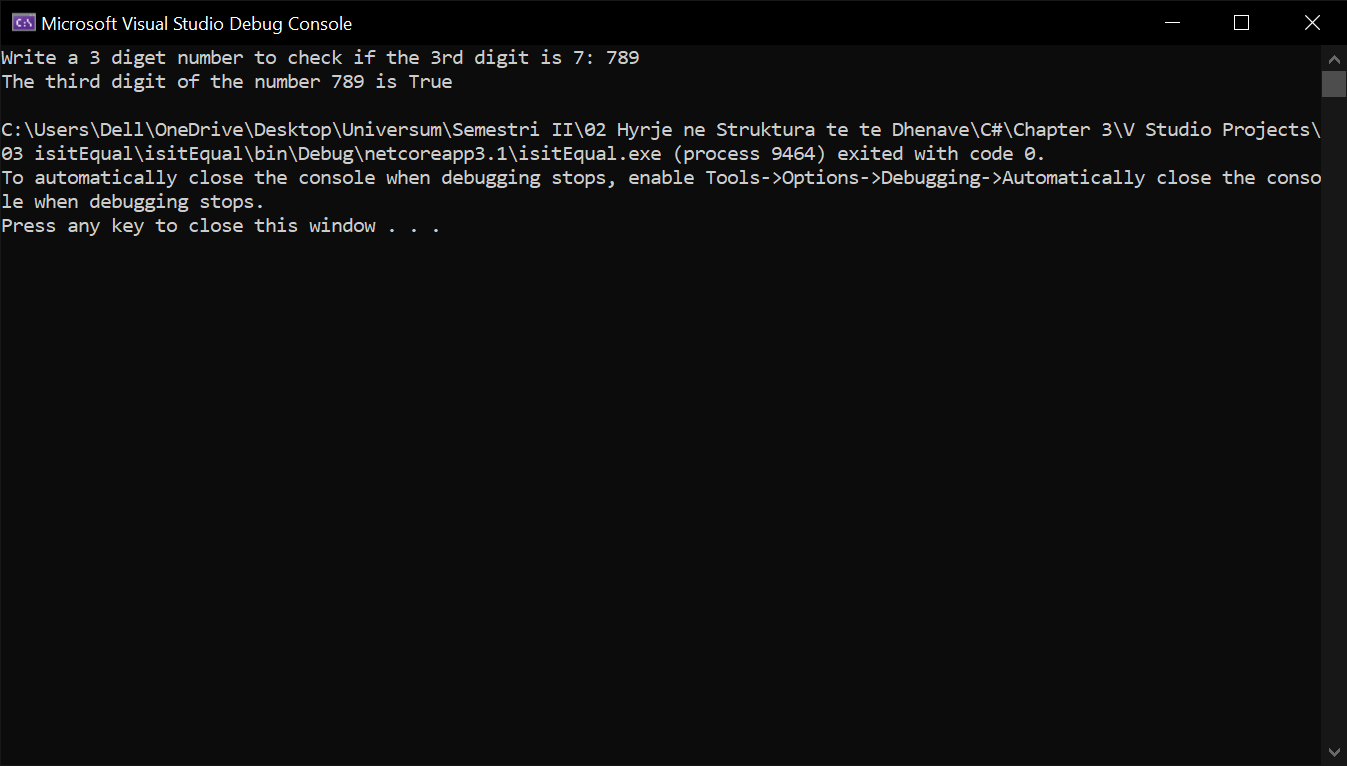 Microsoft Visual Studio Debug Console
Write a 3 diget number to check if the 3rd digit is 7: 789
The third digit of the number 789 is True
C:\Users\Dell\OneDrive\Desktop\Universum\Semestri II\02 Hyrje ne Struktura te te Dhenave\C#\Chapter 3\V Studio Projects\
03 isitEqual\isitEqual\bin\Debug\netcoreapp3.1\isitEqual.exe (process 9464) exited with code 0.
To automatically close the console when debugging stops, enable Tools->Options->Debugging->Automatically close the conso
le when debugging stops.
Press any key to close this window . . .